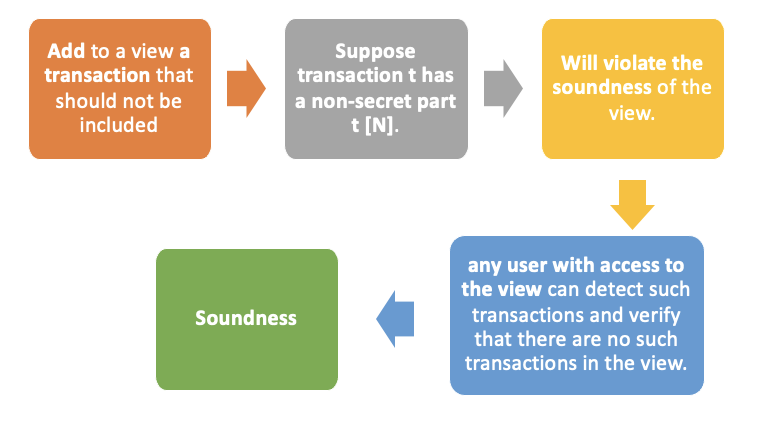 Add to a view a
transaction that
should not be
included
Suppose
transaction t has
a non-secret part
t [N].
Will violate the
soundness of the
view.
any user with access to
the view can detect such
transactions and verify
that there are no such
transactions in the view.
Soundness